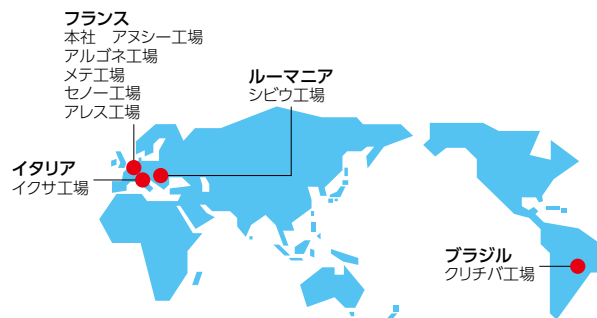 フランス
本社　アヌシー工場
アルゴネ工場
メテ工場
セノー工場
アレス工場
ルーマニア
シビウ工場
イタリア
イクサ工場
ブラジル
クリチバ工場